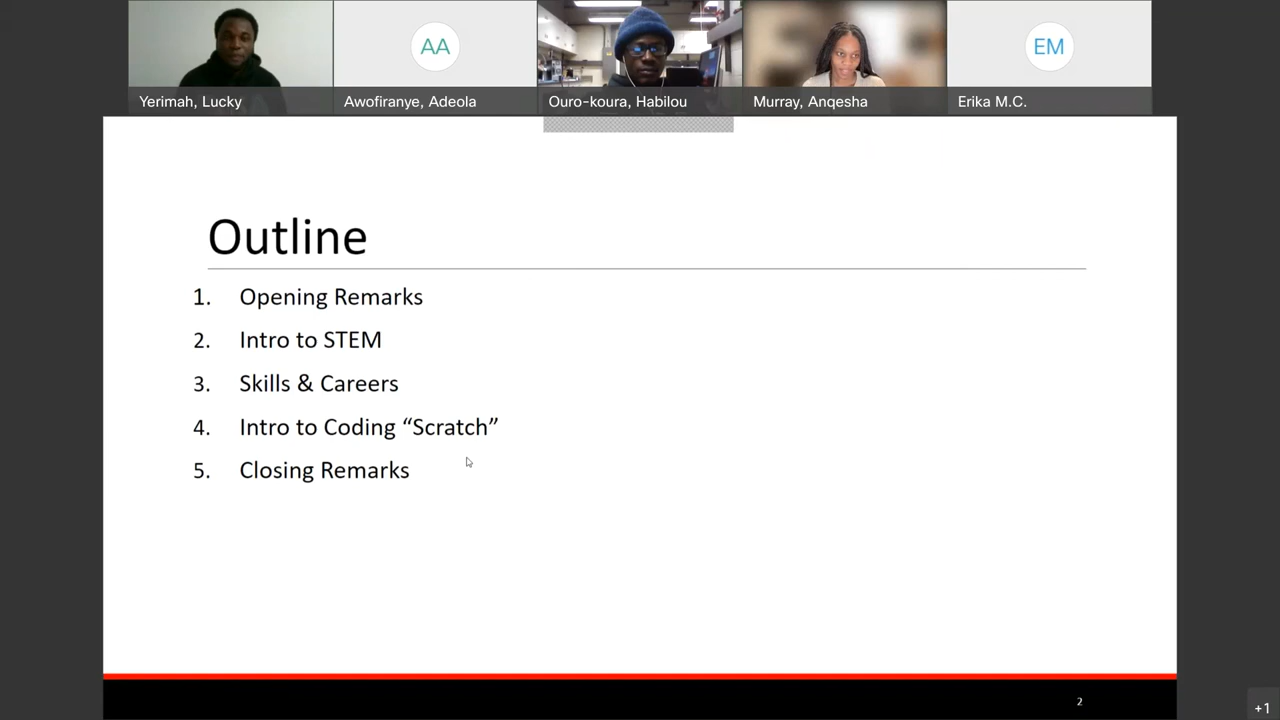 Yerimah, Lucky
AA
Awofiranye, Adeola
Ouro-koura, Habilou
Murray, Anqesha
EM
Erika M.C.
Outline
1. Opening Remarks
2. Intro to STEM
3. Skills & Careers
4. Intro to Coding “Scratch”
5. Closing Remarks
2
+1